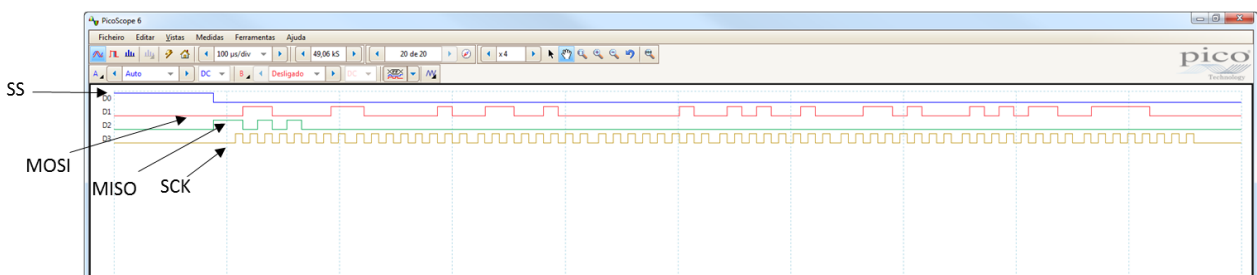 PicoScope 6
Ficheiro Editar Vistas Medidas Ferramentas Ajuda
100 µs/div 49,06 kS 20 de 20 x 4
A Auto DC B Desligado DC
pico
Technology
SS
D0
D1
D2
D3
MOSI
MISO
SCK